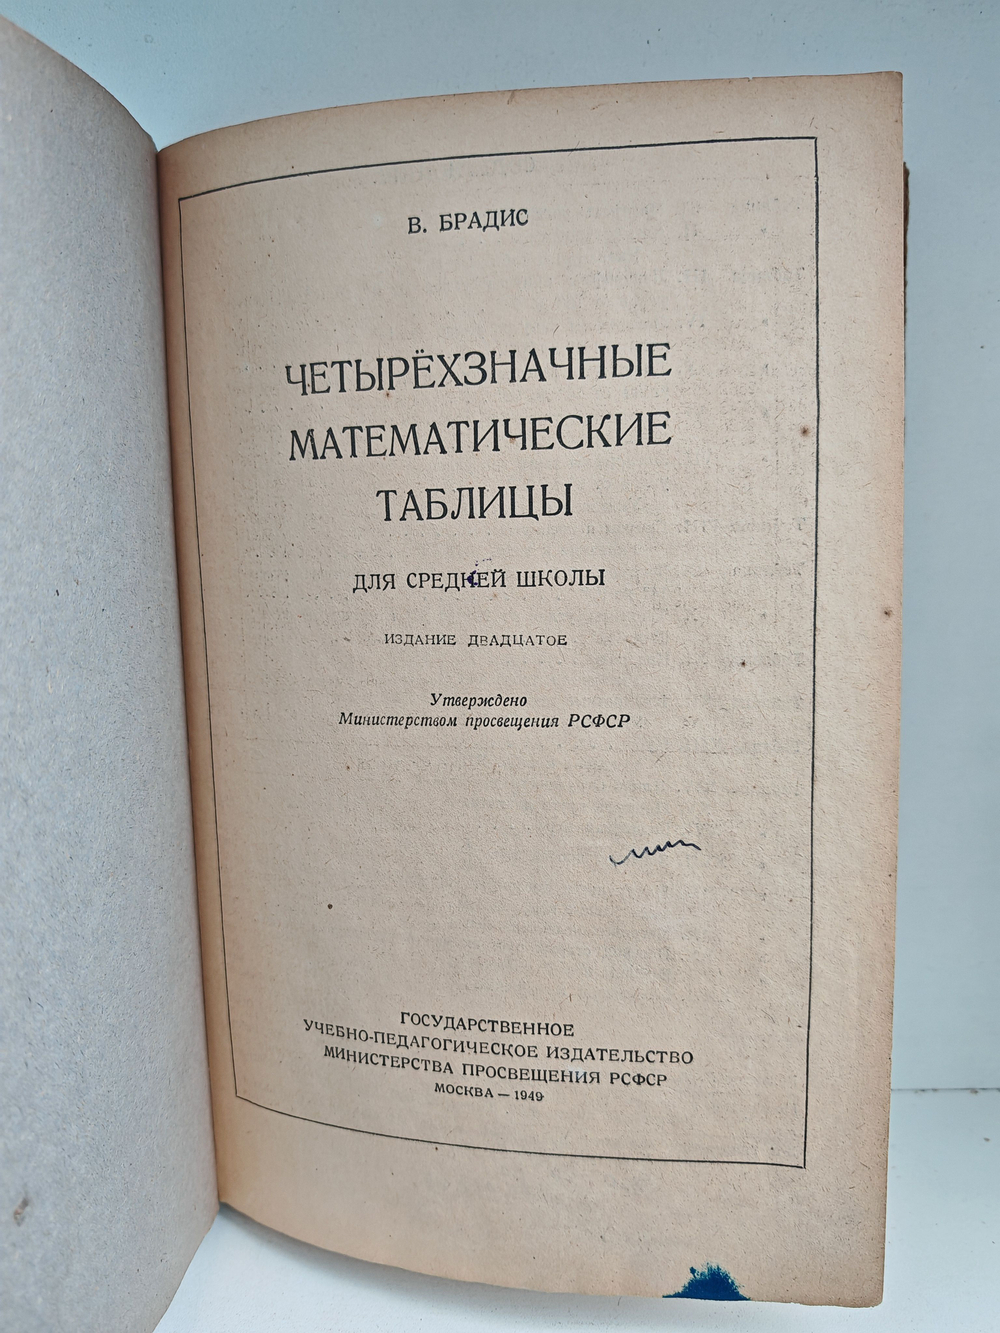 В. БРАДИС
ЧЕТЫРЁХЗНАЧНЫЕ
МАТЕМАТИЧЕСКИЕ
ТАБЛИЦЫ
ДЛЯ СРЕДНЕЙ ШКОЛЫ
ИЗДАНИЕ ДВАДЦАТОЕ
Утверждено
Министерством просвещения РСФСР
ГОСУДАРСТВЕННОЕ
УЧЕБНО-ПЕДАГОГИЧЕСКОЕ ИЗДАТЕЛЬСТВО
МИНИСТЕРСТВА ПРОСВЕЩЕНИЯ РСФСР
МОСКВА — 1949